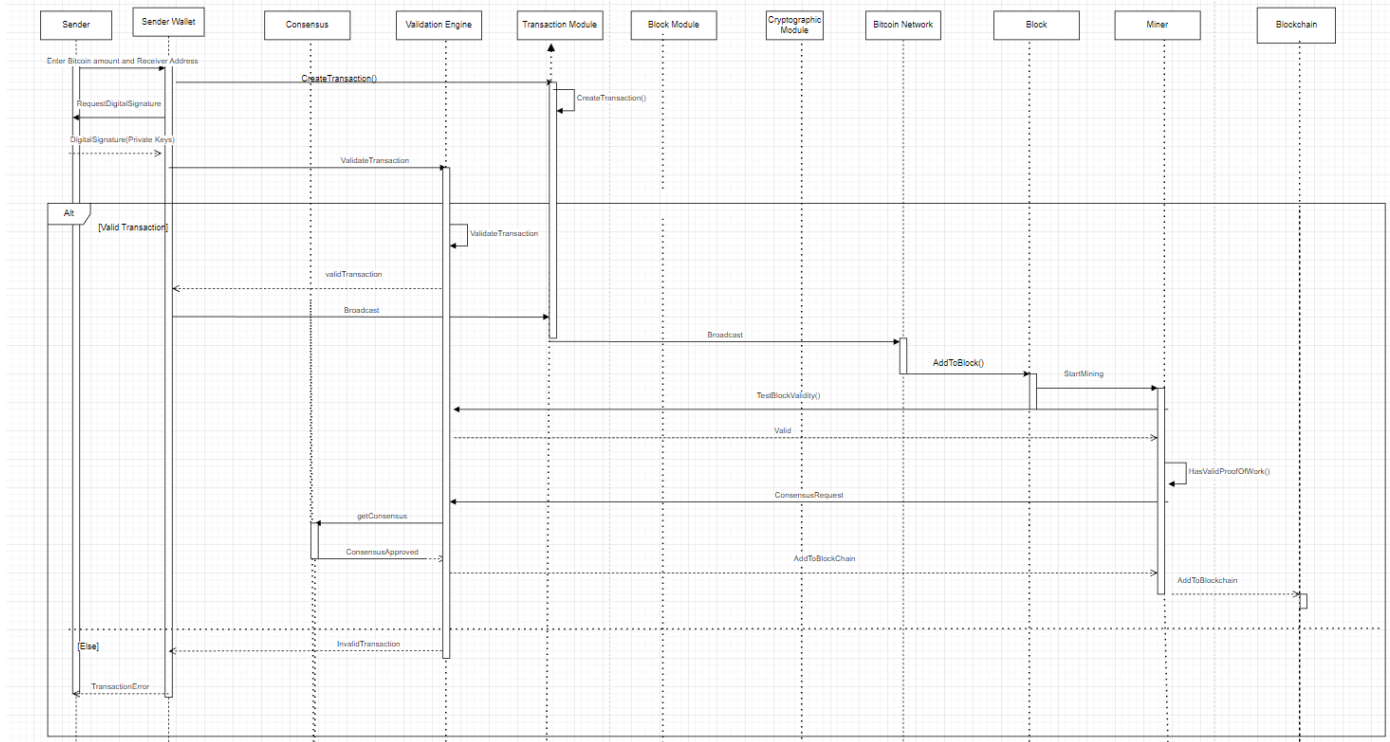 Sender
Sender Wallet
Consensus
Validation Engine
Transaction Module
Block Module
Cryptographic
Module
Bitcoin Network
Block
Miner
Blockchain
Enter Bitcoin amount and Receiver Address
CreateTransaction()
CreateTransaction()
RequestDigitalSignature
DigitalSignature(Private Keys)
ValidateTransaction
Alt
[Valid Transaction]
ValidateTransaction
validTransaction
Broadcast
Broadcast
AddToBlock()
StartMining
TestBlockValidity()
Valid
HasValidProofOfWork()
ConsensusRequest
getConsensus
ConsensusApproved
AddToBlockChain
AddToBlockchain
[Else]
InvalidTransaction
TransactionError